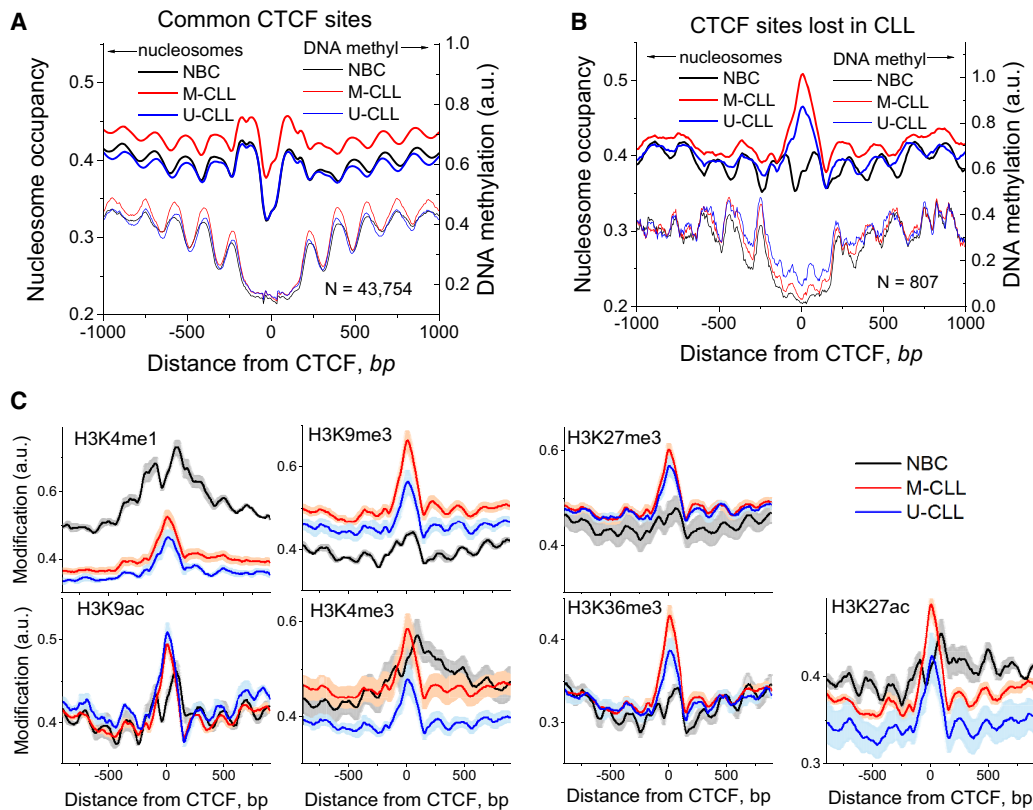 A
Common CTCF sites
nucleosomes
DNA methyl
NBC
NBC
M-CLL
M-CLL
U-CLL
U-CLL
0.5
0.4
0.3
0.2
1.0
0.8
0.6
0.4
0.2
Nucleosome occupancy
DNA methylation (a.u.)
N = 43,754
-1000
-500
0
500
1000
Distance from CTCF, bp
B
CTCF sites lost in CLL
nucleosomes
DNA methyl
NBC
NBC
M-CLL
M-CLL
U-CLL
U-CLL
0.5
0.4
0.3
0.2
1.0
0.8
0.6
0.4
0.2
0.0
Nucleosome occupancy
DNA methylation (a.u.)
N = 807
-1000
-500
0
500
1000
Distance from CTCF, bp
C
H3K4me1
0.6
0.4
Modification (a.u.)
H3K9me3
0.6
0.4
H3K27me3
0.6
0.4
NBC
M-CLL
U-CLL
H3K9ac
0.5
0.4
Modification (a.u.)
-500
0
500
Distance from CTCF, bp
H3K4me3
0.6
0.4
-500
0
500
Distance from CTCF, bp
H3K36me3
0.4
0.3
-500
0
500
Distance from CTCF, bp
H3K27ac
0.4
0.3
-500
0
500
Distance from CTCF, bp